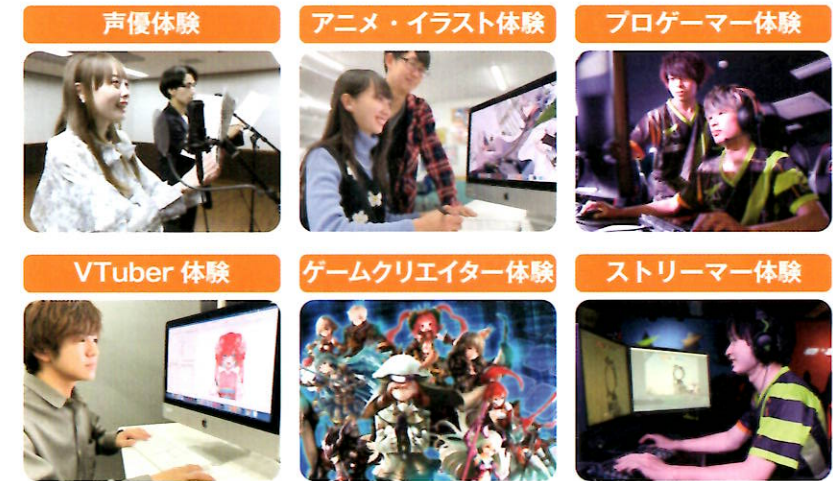 声優体験
アニメ・イラスト体験
プロゲーマー体験
VTuber 体験
ゲームクリエイター体験
ストリーマー体験